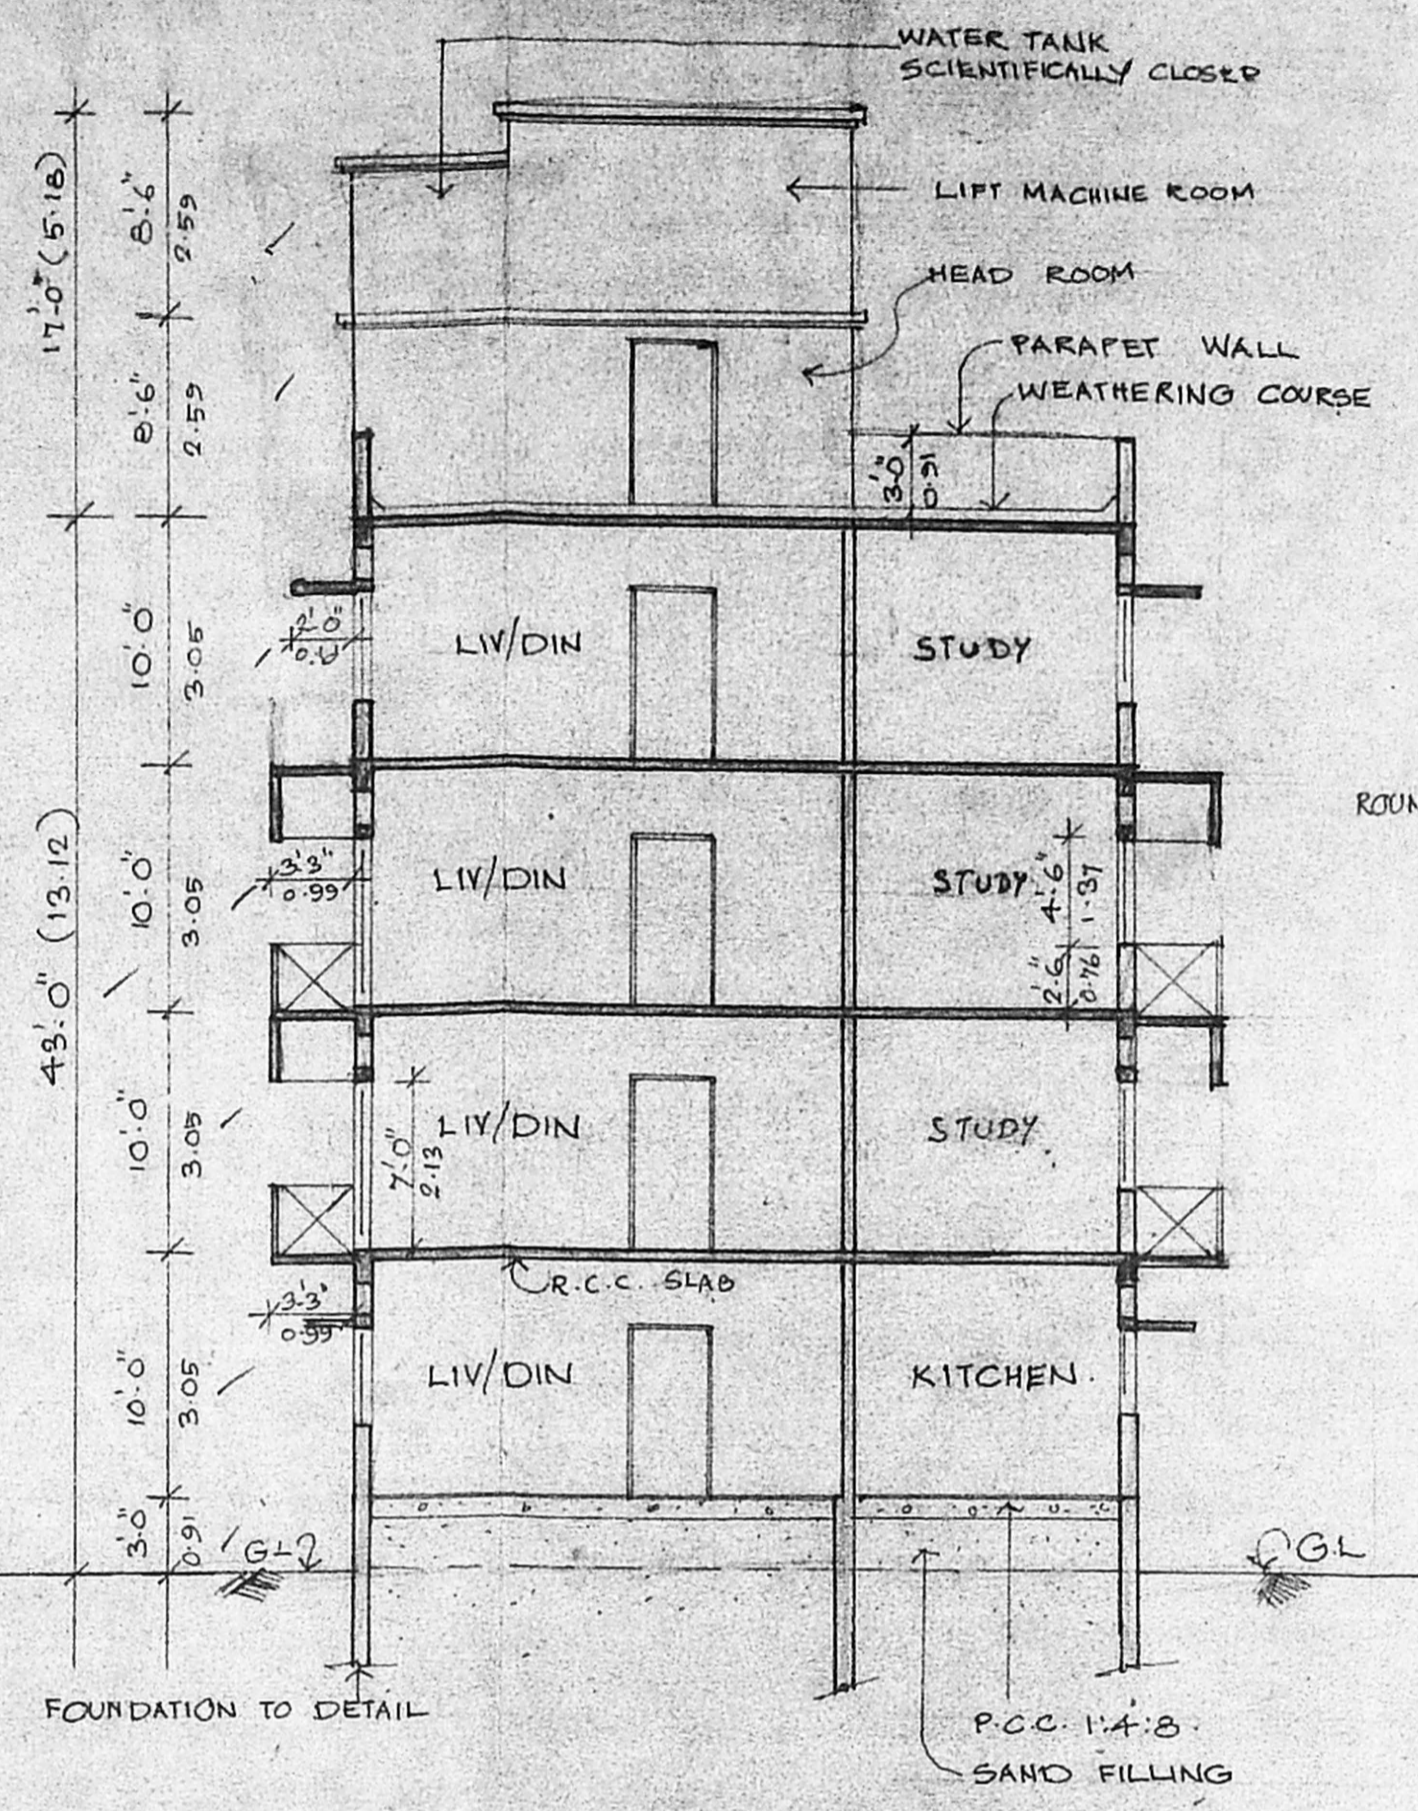 WATER TANK
SCIENTIFICALLY CLOSED
LIFT MACHINE ROOM
HEAD ROOM
PARAPET WALL
WEATHERING COURSE
17'-0" (5.18)
8'-6"
2.59
8'-6"
2.59
3'-0"
0.91
10'-0"
3.05
2'-0"
LIV/DIN
STUDY
43'-0" (13.12)
10'-0"
3.05
3'-3"
0.99
LIV/DIN
STUDY
4'-6"
1.37
2'-6"
0.76
ROUN
10'-0"
3.05
7'-0"
2.13
LIV/DIN
STUDY
R.C.C. SLAB
10'-0"
3.05
3'-3"
0.99
LIV/DIN
KITCHEN
3'-0"
0.91
G.L
G.L
FOUNDATION TO DETAIL
P.C.C. 1:4:8.
SAND FILLING